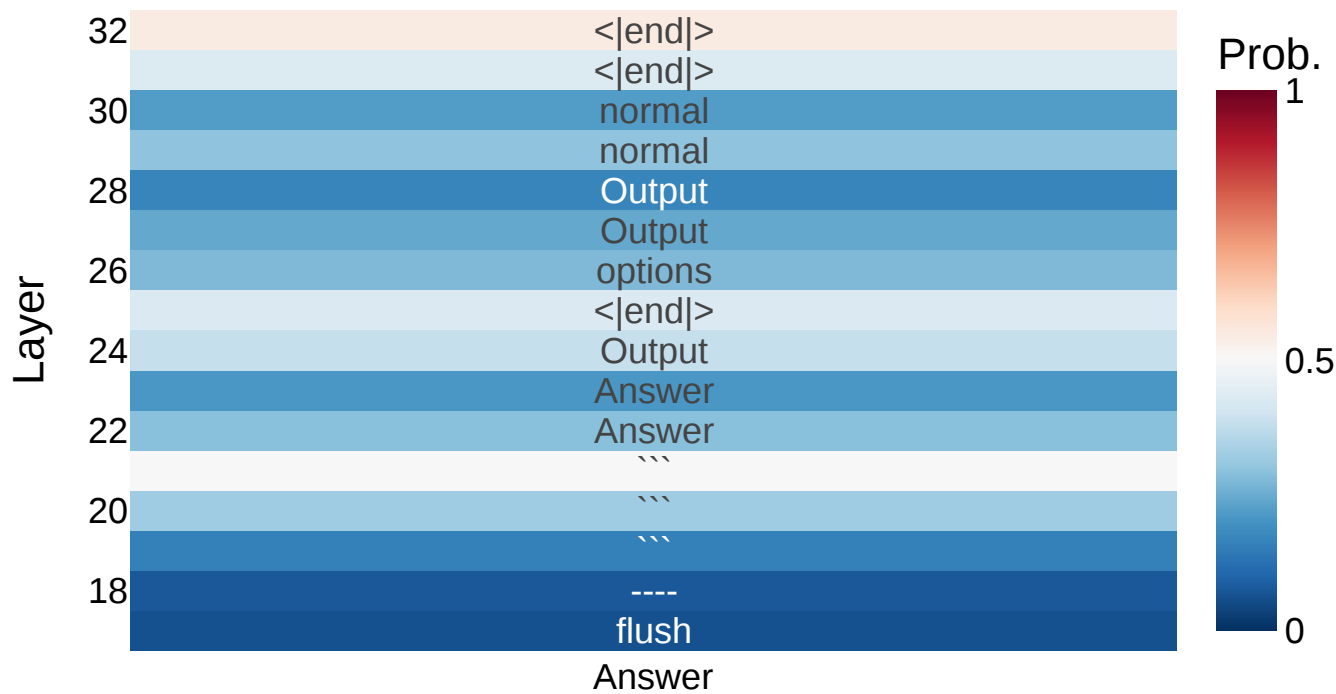 32 <|end|>
<|end|>
30 normal
normal
28 Output
Output
26 options
<|end|>
24 Output
Answer
22 Answer
```
20 ```
```
18 ----
flush
Answer
Layer
Prob.
1
0.5
0